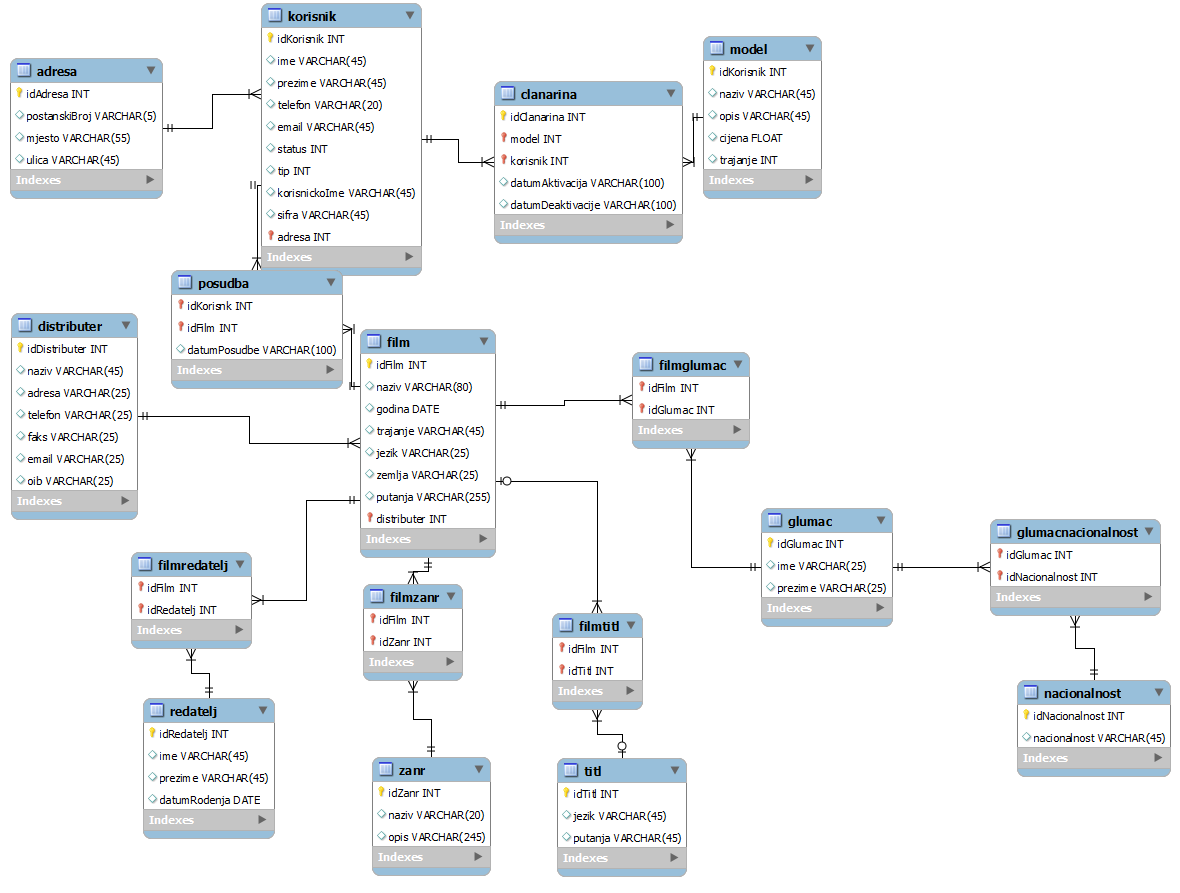 korisnik
idKorisnik INT
ime VARCHAR(45)
prezime VARCHAR(45)
telefon VARCHAR(20)
email VARCHAR(45)
status INT
tip INT
korisnickoIme VARCHAR(45)
sifra VARCHAR(45)
adresa INT
Indexes
adresa
idAdresa INT
postanskiBroj VARCHAR(5)
mjesto VARCHAR(55)
ulica VARCHAR(45)
Indexes
clanarina
idClanarina INT
model INT
korisnik INT
datumAktivacija VARCHAR(100)
datumDeaktivacije VARCHAR(100)
Indexes
model
idKorisnik INT
naziv VARCHAR(45)
opis VARCHAR(45)
cijena FLOAT
trajanje INT
Indexes
posudba
idKorisnk INT
idFilm INT
datumPosudbe VARCHAR(100)
Indexes
distributer
idDistributer INT
naziv VARCHAR(45)
adresa VARCHAR(25)
telefon VARCHAR(25)
faks VARCHAR(25)
email VARCHAR(25)
oib VARCHAR(25)
Indexes
film
idFilm INT
naziv VARCHAR(80)
godina DATE
trajanje VARCHAR(45)
jezik VARCHAR(25)
zemlja VARCHAR(25)
putanja VARCHAR(255)
distributer INT
Indexes
filmglumac
idFilm INT
idGlumac INT
Indexes
glumac
idGlumac INT
ime VARCHAR(25)
prezime VARCHAR(25)
Indexes
glumacnacionalnost
idGlumac INT
idNacionalnost INT
Indexes
filmredatelj
idFilm INT
idRedatelj INT
Indexes
filmzanr
idFilm INT
idZanr INT
Indexes
filmtitl
idFilm INT
idTitl INT
Indexes
nacionalnost
idNacionalnost INT
nacionalnost VARCHAR(45)
Indexes
redatelj
idRedatelj INT
ime VARCHAR(45)
prezime VARCHAR(45)
datumRodenja DATE
Indexes
zanr
idZanr INT
naziv VARCHAR(20)
opis VARCHAR(245)
Indexes
titl
idTitl INT
jezik VARCHAR(45)
putanja VARCHAR(45)
Indexes